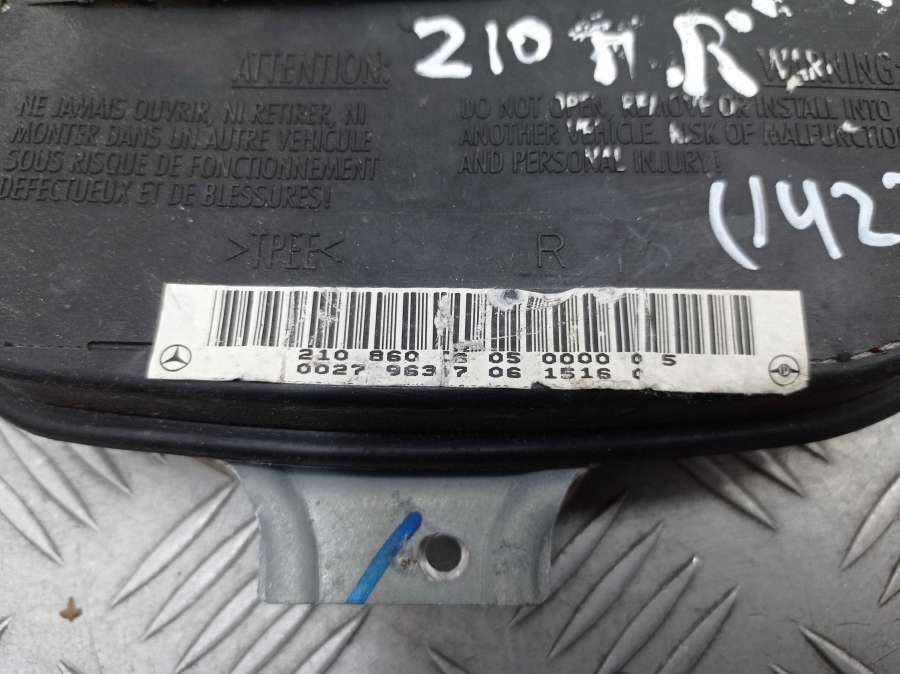 210 П.R
ATTENTION:
NE JAMAIS OUVRIR, NI RETIRER, NI
MONTER DANS UN AUTRE VEHICULE
SOUS RISQUE DE FONCTIONNEMENT
DEFECTUEUX ET DE BLESSURES!
WARNING
DO NOT OPEN, REMOVE OR INSTALL INTO
ANOTHER VEHICLE. RISK OF MALFUNCTION
AND PERSONAL INJURY!
(1427
>TPEE<
R
210 860 05 0000 0 5
0027 963 7 06 1516